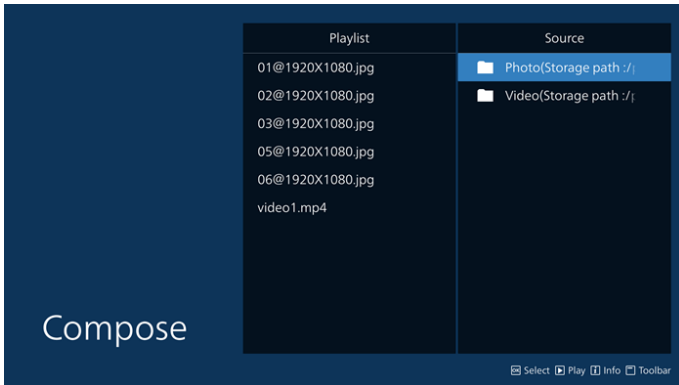 Playlist
Source
01@1920X1080.jpg
Photo(Storage path :/
02@1920X1080.jpg
Video(Storage path :/
03@1920X1080.jpg
05@1920X1080.jpg
06@1920X1080.jpg
video1.mp4
Compose
OK Select Play i Info Toolbar